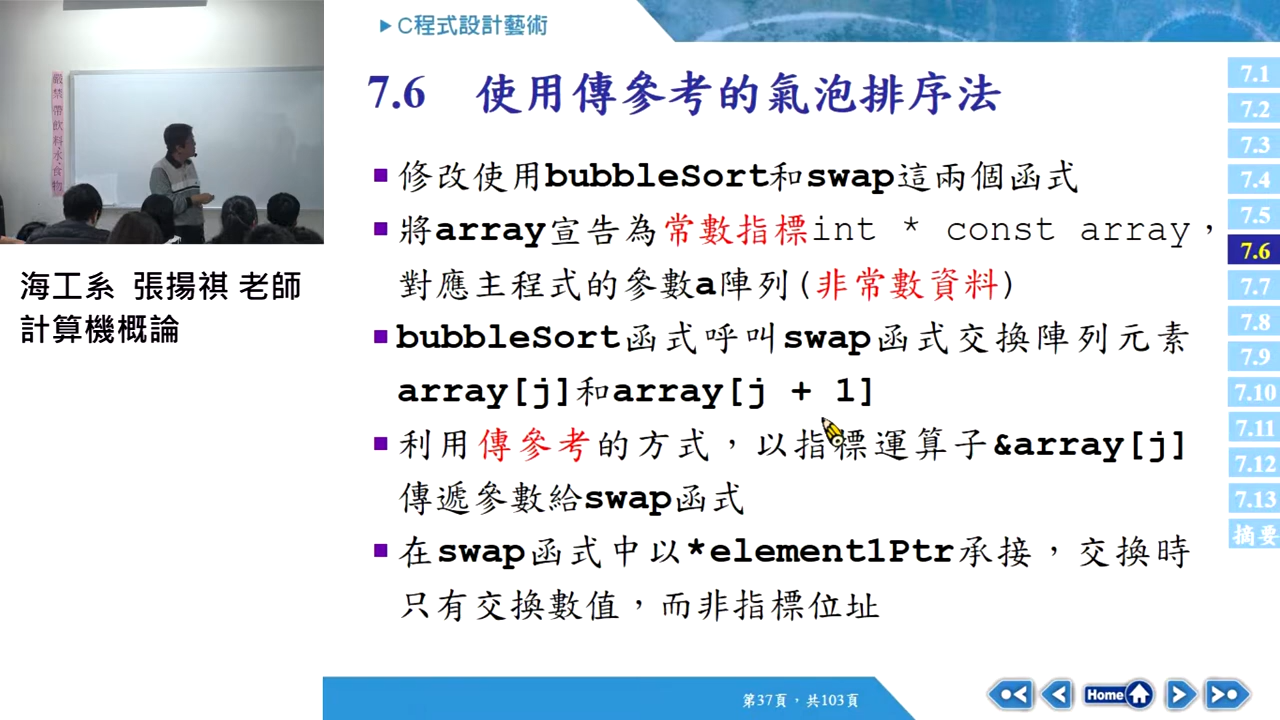 C程式設計藝術
7.6 使用傳參考的氣泡排序法
嚴禁帶飲料水食物
海工系 張揚祺 老師
計算機概論
修改使用bubbleSort和swap這兩個函式
將array宣告為常數指標int * const array，
對應主程式的參數a陣列(非常數資料)
bubbleSort函式呼叫swap函式交換陣列元素
array[j]和array[j + 1]
利用傳參考的方式，以指標運算子&array[j]
傳遞參數給swap函式
在swap函式中以*element1Ptr承接，交換時
只有交換數值，而非指標位址
7.1
7.2
7.3
7.4
7.5
7.6
7.7
7.8
7.9
7.10
7.11
7.12
7.13
摘要
第37頁，共103頁
Home